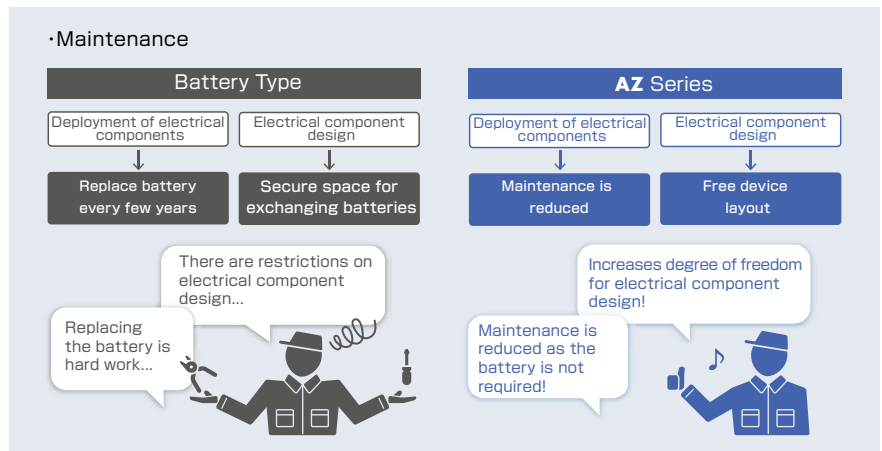 ・Maintenance
Battery Type
Deployment of electrical
components
Electrical component
design
Replace battery
every few years
Secure space for
exchanging batteries
There are restrictions on
electrical component
design...
Replacing
the battery is
hard work...
AZ Series
Deployment of electrical
components
Electrical component
design
Maintenance is
reduced
Free device
layout
Increases degree of freedom
for electrical component
design!
Maintenance is
reduced as the
battery is not
required!